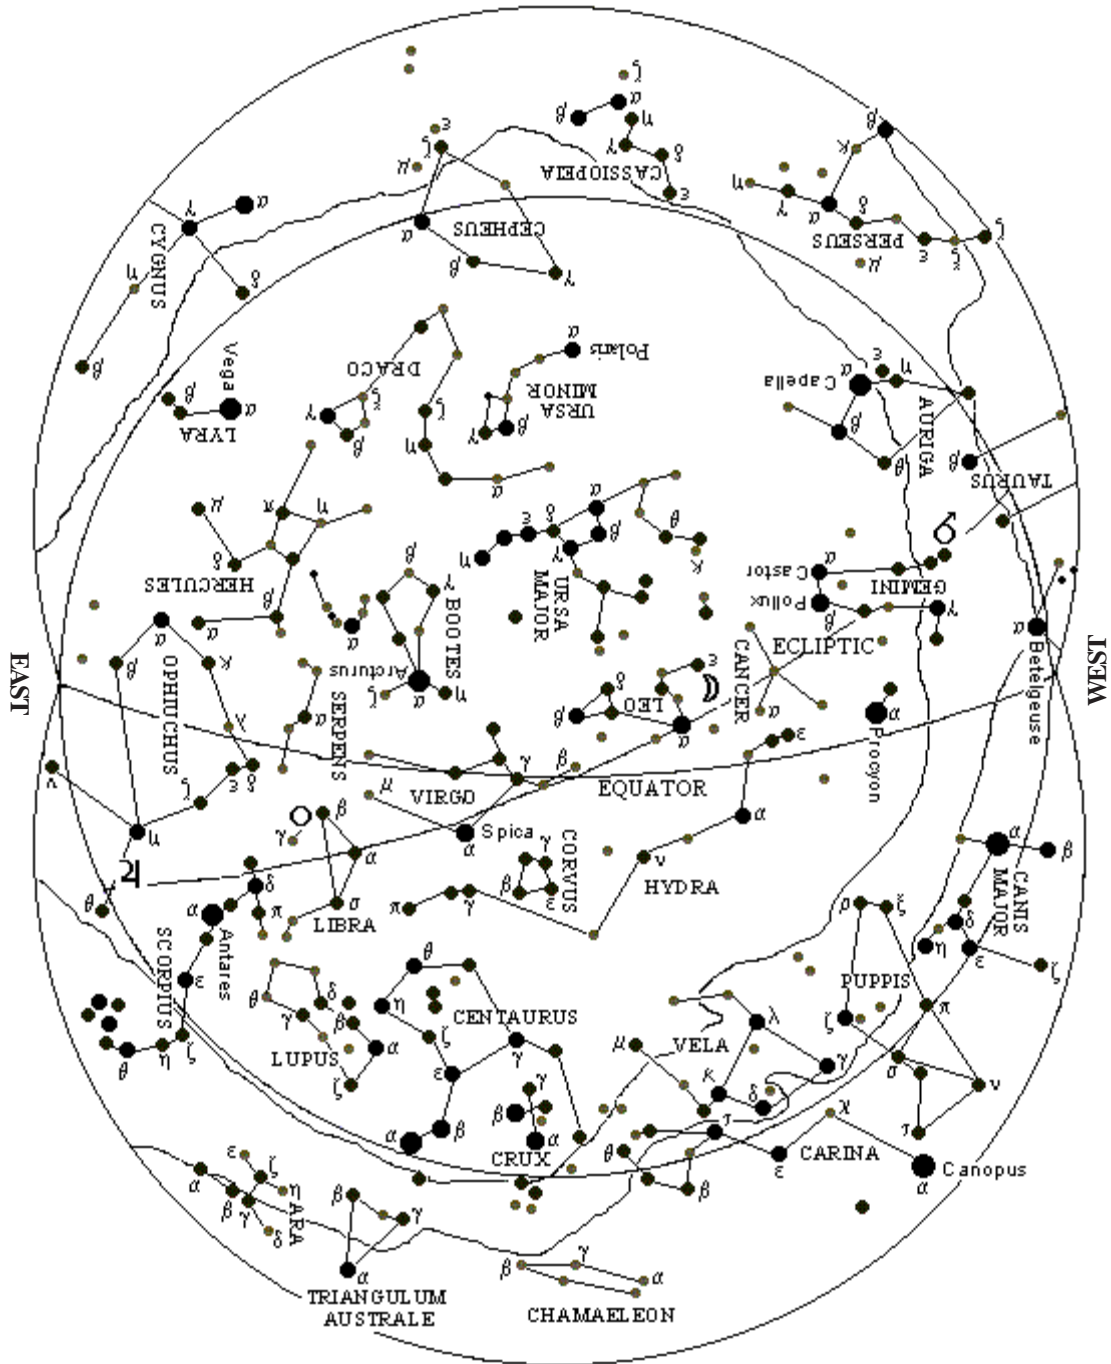 ζ
α
β
η
γ
δ
CASSIOPEIA
ε
ε
ζ
μ
CEPHEUS
α
β
γ
β
κ
η
γ
α
δ
PERSEUS
ε
ξ
ζ
μ
γ
α
CYGNUS
η
δ
β
Vega
β
α
LYRA
DRACO
ξ
γ
β
ζ
η
α
α
Polaris
URSA
MINOR
γ
β
ε
η
α
Capella
β
θ
AURIGA
β
TAURUS
μ
π
η
δ
HERCULES
β
α
β
γ
BOOTES
α
Arcturus
α
ζ
η
α
δ
ε
β
η
γ
URSA
MAJOR
θ
κ
α
Castor
Pollux
β
GEMINI
γ
ECLIPTIC
CANCER
α
α
Betelgeuse
EAST
WEST
α
β
κ
OPHIUCHUS
λ
δ
ε
ζ
ν
η
θ
SERPENS
α
ε
δ
LEO
β
α
α
Procyon
μ
VIRGO
γ
β
EQUATOR
Spica
α
γ
β
α
σ
LIBRA
CORVUS
γ
ε
ε
α
ν
HYDRA
π
γ
α
β
CANIS
MAJOR
δ
η
ε
ζ
δ
π
α
Antares
SCORPIUS
ε
ζ
η
θ
θ
δ
γ
β
LUPUS
α
ζ
θ
η
CENTAURUS
ζ
γ
ε
α
β
γ
β
α
CRUX
ρ
ξ
PUPPIS
ζ
π
σ
ν
τ
λ
μ
VELA
κ
δ
γ
ι
χ
θ
CARINA
ε
β
Canopus
α
ε
ζ
α
η
β
γ
δ
ARA
β
γ
α
TRIANGULUM
AUSTRALE
β
γ
α
CHAMAELEON